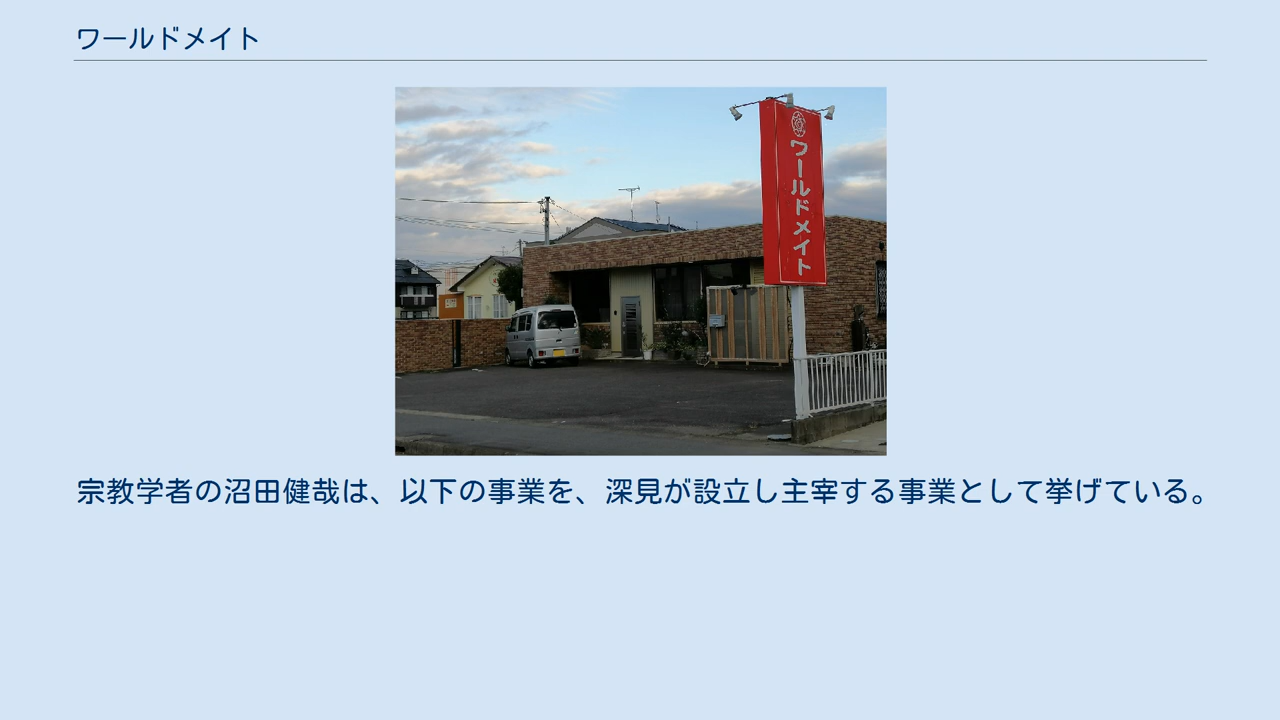 ワールドメイト
ワールドメイト
宗教学者の沼田健哉は、以下の事業を、深見が設立し主宰する事業として挙げている。